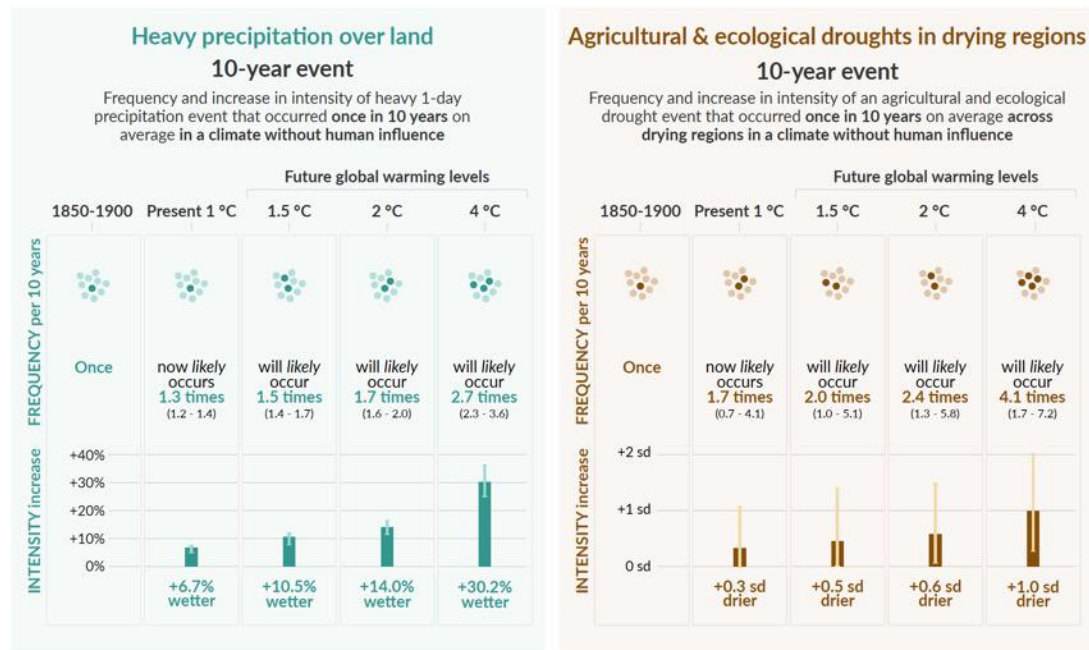 Heavy precipitation over land
10-year event
Frequency and increase in intensity of heavy 1-day
precipitation event that occurred once in 10 years on
average in a climate without human influence
Future global warming levels
1850-1900 Present 1 °C 1.5 °C 2 °C 4 °C
FREQUENCY per 10 years
Once
now likely
occurs
1.3 times
(1.2 - 1.4)
will likely
occur
1.5 times
(1.4 - 1.7)
will likely
occur
1.7 times
(1.6 - 2.0)
will likely
occur
2.7 times
(2.3 - 3.6)
INTENSITY increase
+40%
+30%
+20%
+10%
0%
+6.7%
wetter
+10.5%
wetter
+14.0%
wetter
+30.2%
wetter
Agricultural & ecological droughts in drying regions
10-year event
Frequency and increase in intensity of an agricultural and ecological
drought event that occurred once in 10 years on average across
drying regions in a climate without human influence
Future global warming levels
1850-1900 Present 1 °C 1.5 °C 2 °C 4 °C
FREQUENCY per 10 years
Once
now likely
occurs
1.7 times
(0.7 - 4.1)
will likely
occur
2.0 times
(1.0 - 5.1)
will likely
occur
2.4 times
(1.3 - 5.8)
will likely
occur
4.1 times
(1.7 - 7.2)
INTENSITY increase
+2 sd
+1 sd
0 sd
+0.3 sd
drier
+0.5 sd
drier
+0.6 sd
drier
+1.0 sd
drier